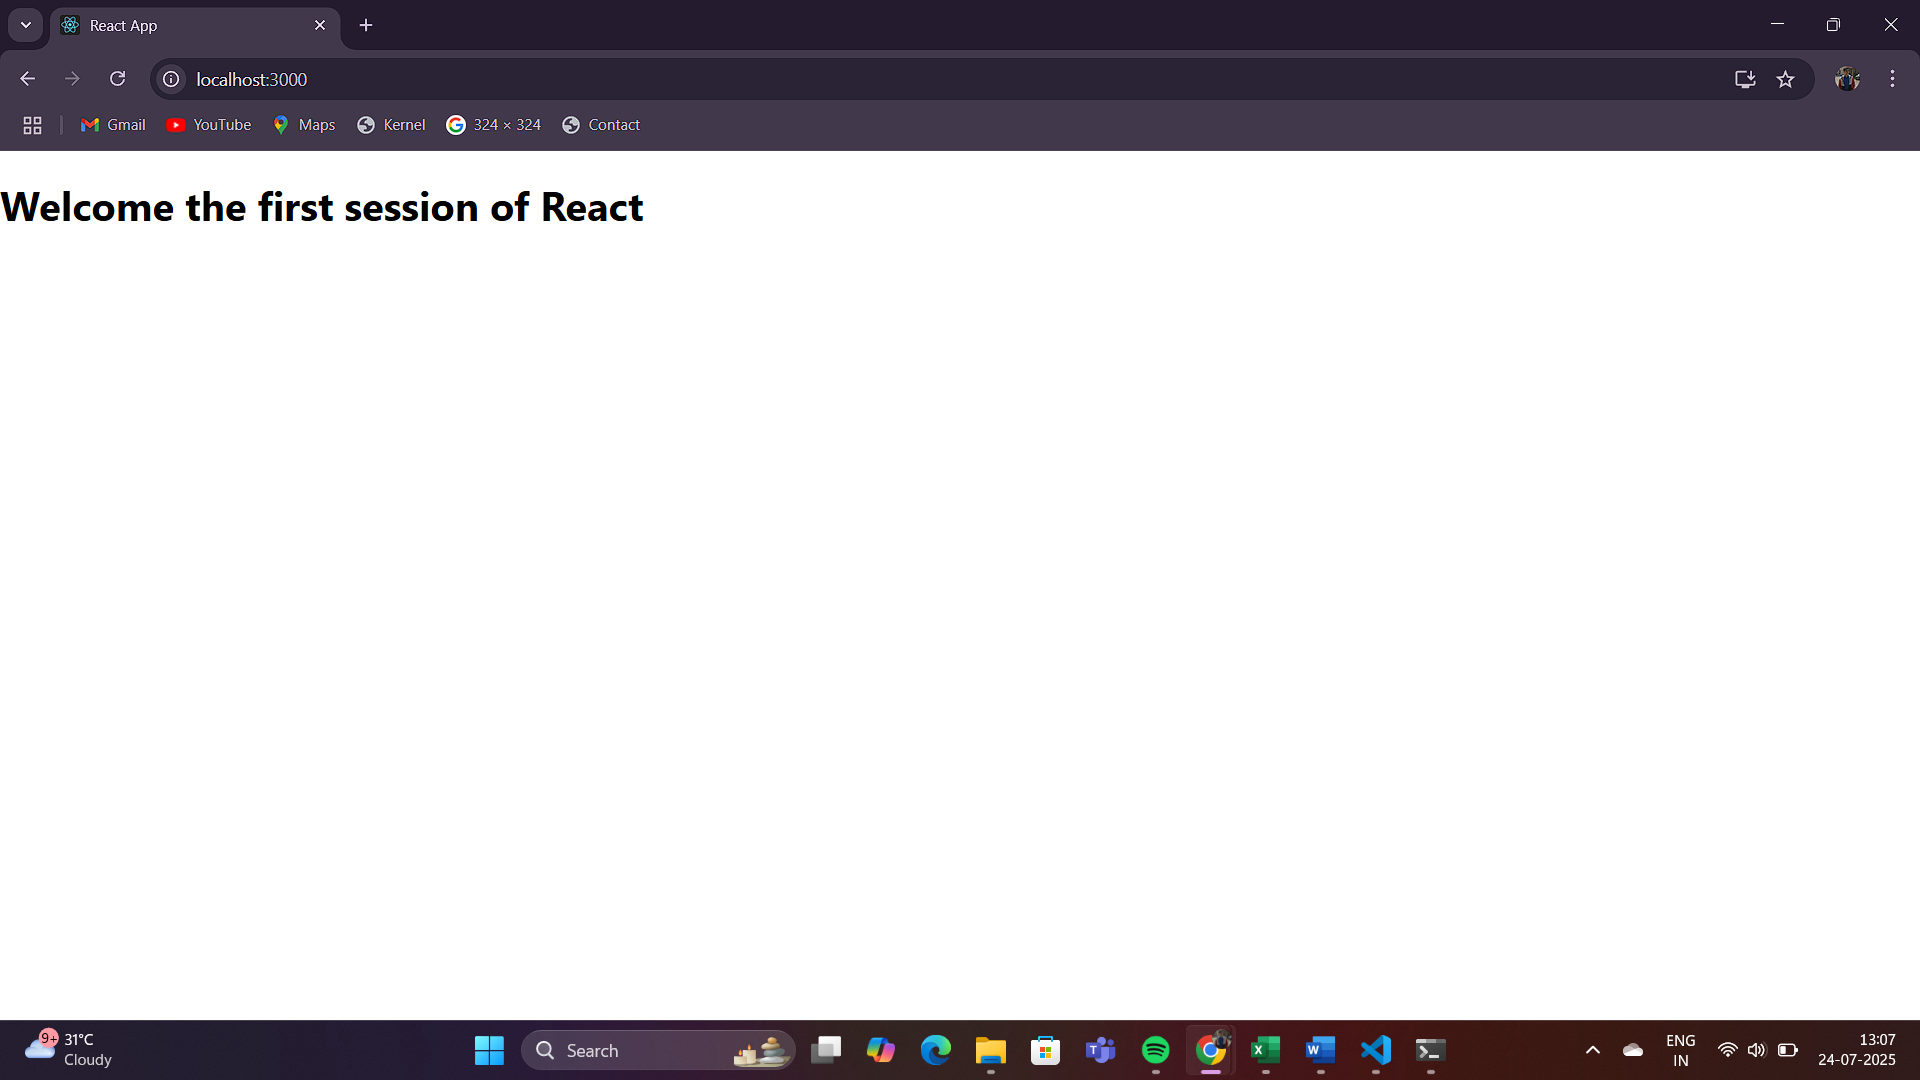 React App
localhost:3000
Gmail YouTube Maps Kernel 324 × 324 Contact
Welcome the first session of React
9+ 31°C
Cloudy
Search
ENG
IN
13:07
24-07-2025